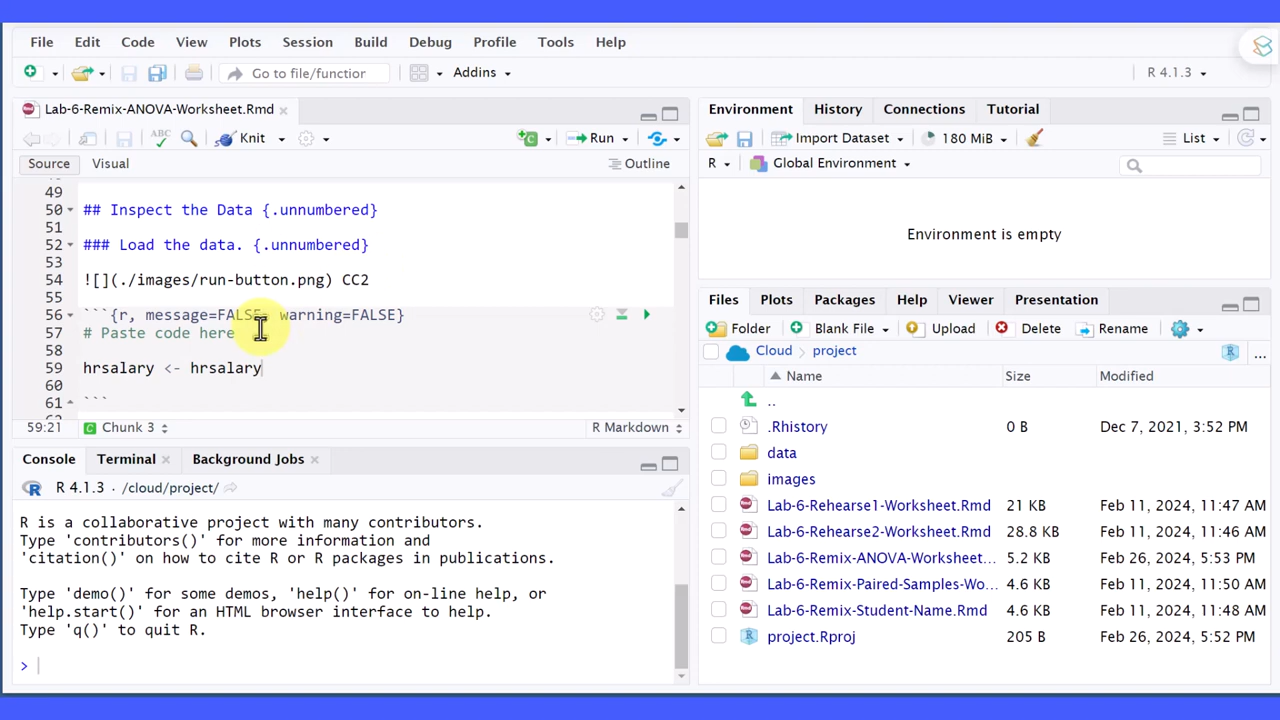 File Edit Code View Plots Session Build Debug Profile Tools Help
Go to file/function Addins R 4.1.3
Lab-6-Remix-ANOVA-Worksheet.Rmd
ABC Knit Run
Source Visual Outline
49
50 ## Inspect the Data {.unnumbered}
51
52 ### Load the data. {.unnumbered}
53
54 ![](./images/run-button.png) CC2
55
56 ```{r, message=FALSE, warning=FALSE}
57 # Paste code here
58
59 hrsalary <- hrsalary
60
61 ```
59:21 Chunk 3 R Markdown
Console Terminal Background Jobs
R 4.1.3 · /cloud/project/
R is a collaborative project with many contributors.
Type 'contributors()' for more information and
'citation()' on how to cite R or R packages in publications.
Type 'demo()' for some demos, 'help()' for on-line help, or
'help.start()' for an HTML browser interface to help.
Type 'q()' to quit R.
>
Environment History Connections Tutorial
Import Dataset 180 MiB List
R Global Environment
Environment is empty
Files Plots Packages Help Viewer Presentation
Folder Blank File Upload Delete Rename
Cloud project R ...
Name Size Modified
..
.Rhistory 0 B Dec 7, 2021, 3:52 PM
data
images
Lab-6-Rehearse1-Worksheet.Rmd 21 KB Feb 11, 2024, 11:47 AM
Lab-6-Rehearse2-Worksheet.Rmd 28.8 KB Feb 11, 2024, 11:46 AM
Lab-6-Remix-ANOVA-Worksheet... 5.2 KB Feb 26, 2024, 5:53 PM
Lab-6-Remix-Paired-Samples-Wo... 4.6 KB Feb 11, 2024, 11:50 AM
Lab-6-Remix-Student-Name.Rmd 4.6 KB Feb 11, 2024, 11:48 AM
project.Rproj 205 B Feb 26, 2024, 5:52 PM